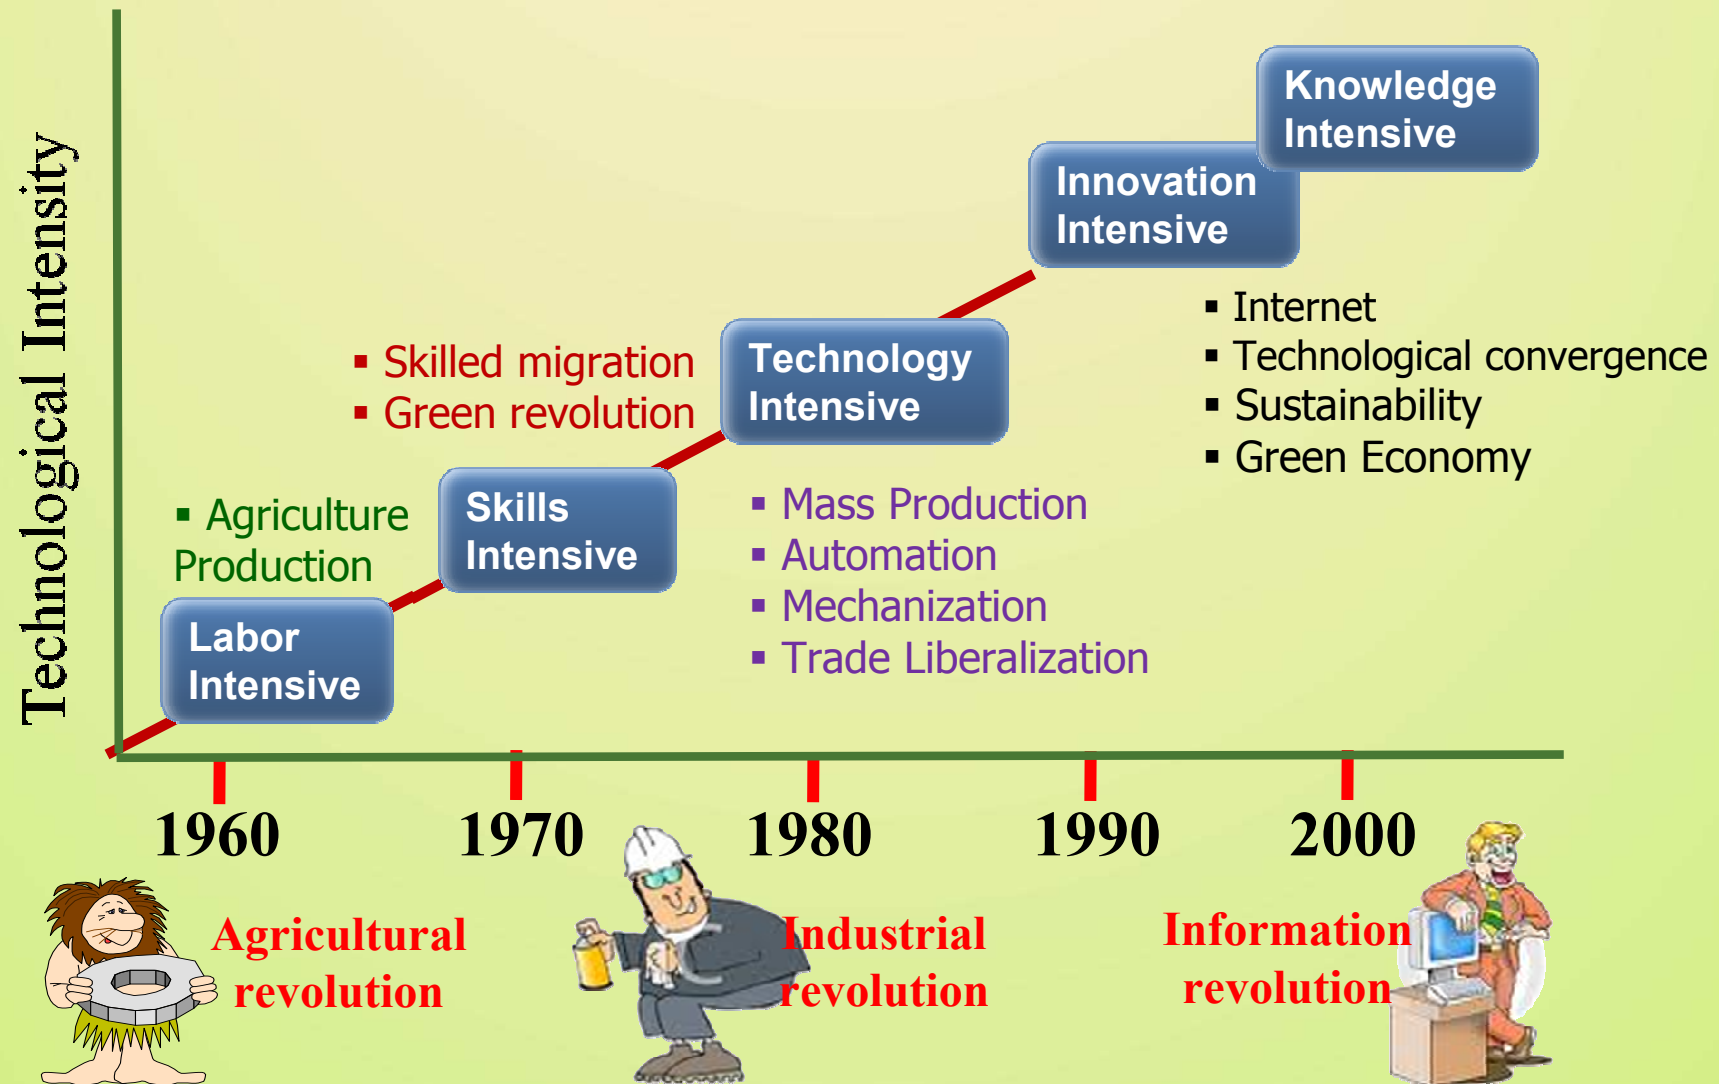 Technological Intensity
Knowledge
Intensive
Innovation
Intensive
▪ Internet
▪ Technological convergence
▪ Sustainability
▪ Green Economy
▪ Skilled migration
▪ Green revolution
Technology
Intensive
▪ Agriculture
Production
Skills
Intensive
▪ Mass Production
▪ Automation
▪ Mechanization
▪ Trade Liberalization
Labor
Intensive
1960 1970 1980 1990 2000
Agricultural
revolution
Industrial
revolution
Information
revolution